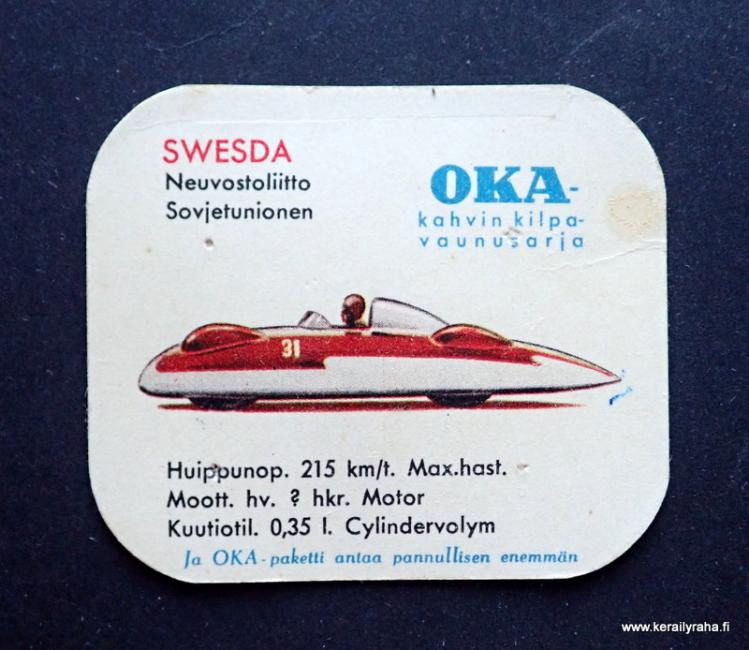 SWESDA
Neuvostoliitto
Sovjetunionen
OKA-
kahvin kilpa-
vaunusarja
31
Huippunop. 215 km/t. Max.hast.
Moott. hv. ? hkr. Motor
Kuutiotil. 0,35 l. Cylindervolym
Ja OKA-paketti antaa pannullisen enemmän
www.kerailyraha.fi